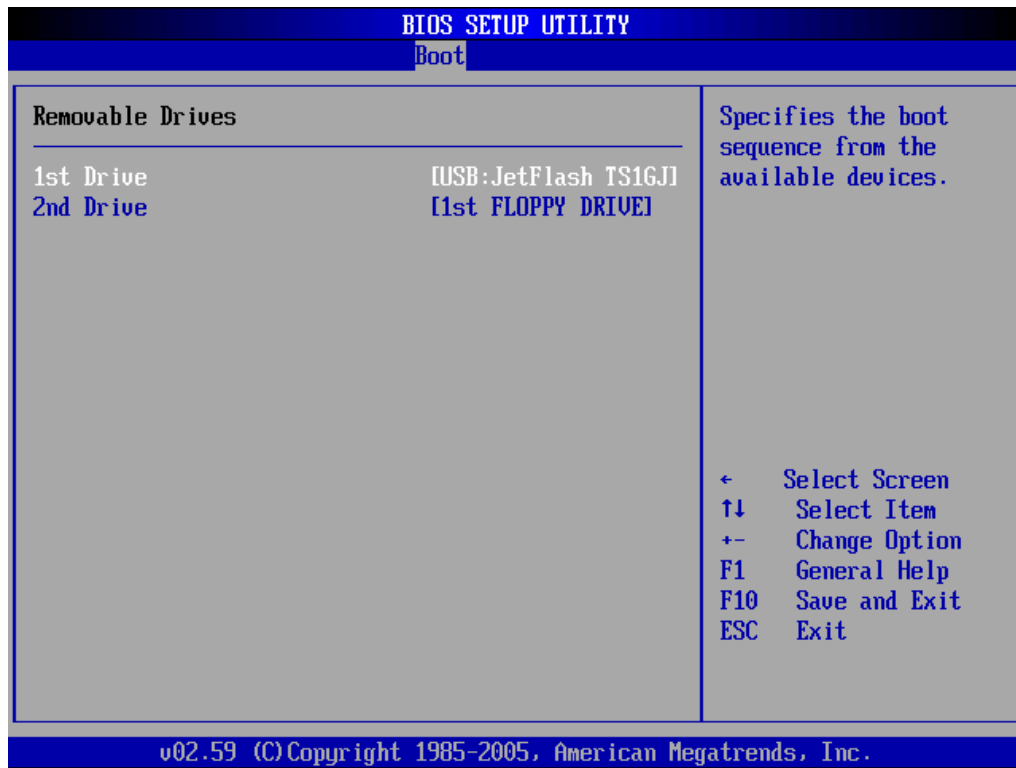 BIOS SETUP UTILITY
Boot
Removable Drives
1st Drive [USB:JetFlash TS1GJ]
2nd Drive [1st FLOPPY DRIVE]
Specifies the boot
sequence from the
available devices.
← Select Screen
↑↓ Select Item
+- Change Option
F1 General Help
F10 Save and Exit
ESC Exit
v02.59 (C)Copyright 1985-2005, American Megatrends, Inc.